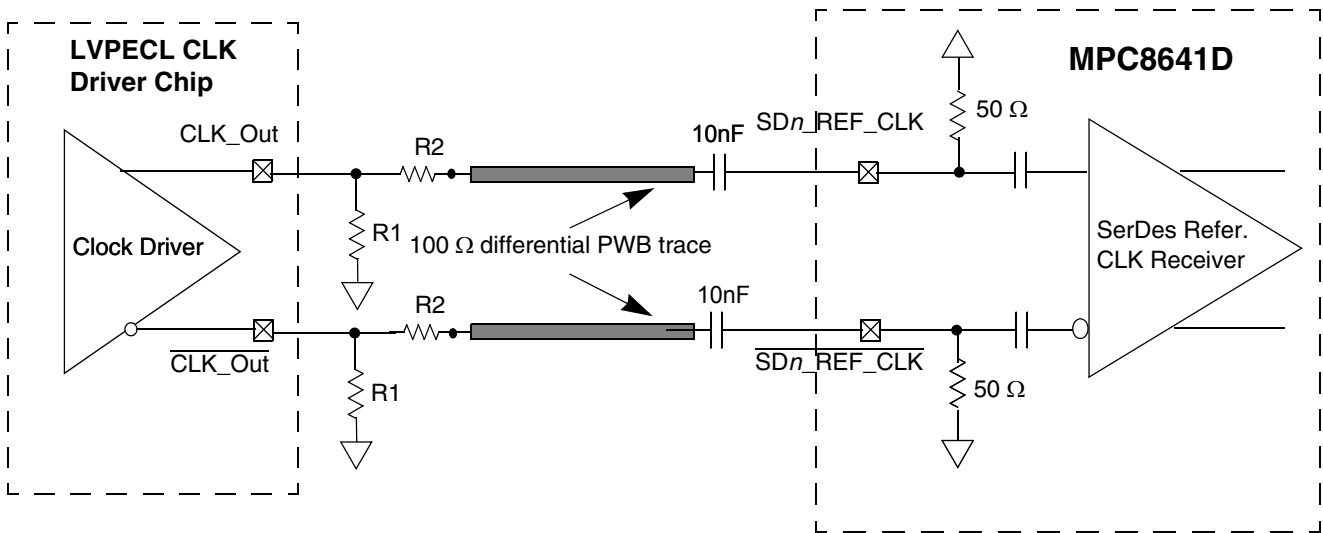 LVPECL CLK
Driver Chip
MPC8641D
CLK_Out
R2
10nF
SDn_REF_CLK
50 Ω
Clock Driver
R1
100 Ω differential PWB trace
SerDes Refer.
CLK Receiver
R2
10nF
CLK_Out
SDn_REF_CLK
R1
50 Ω